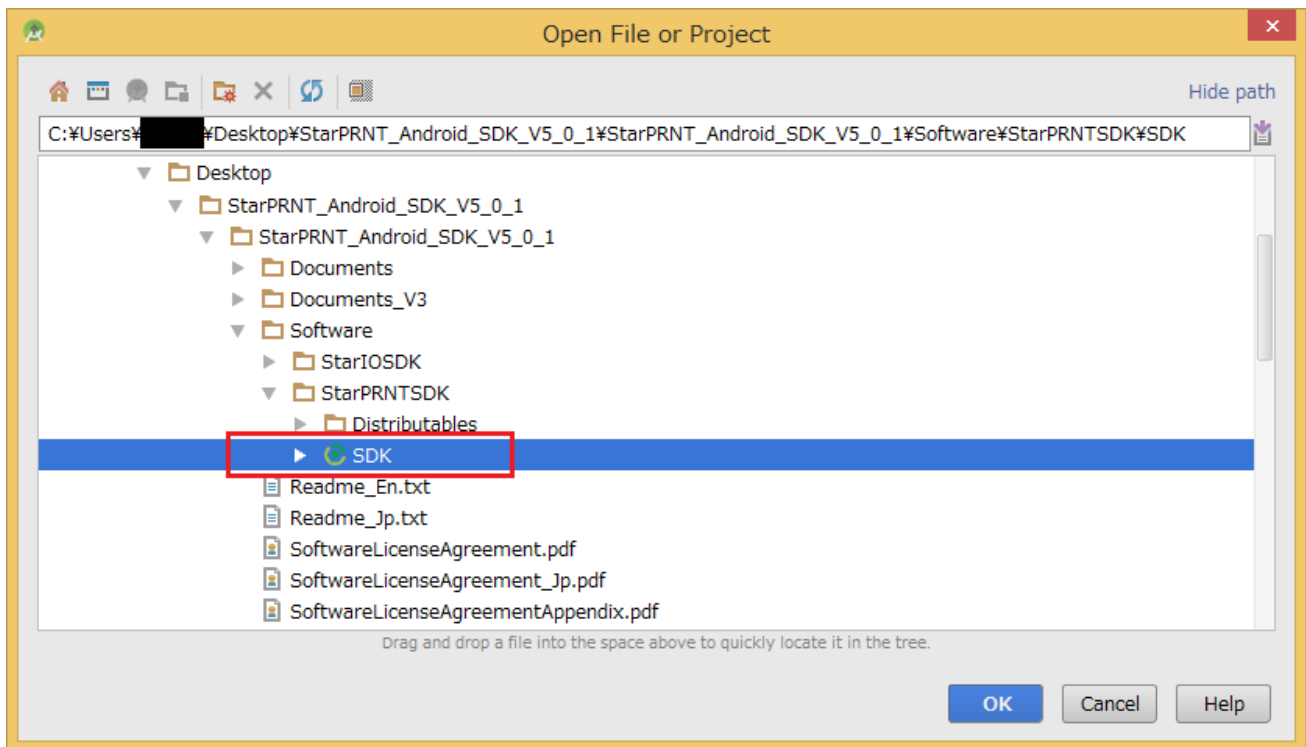 Open File or Project
Hide path
C:¥Users¥ ¥Desktop¥StarPRNT_Android_SDK_V5_0_1¥StarPRNT_Android_SDK_V5_0_1¥Software¥StarPRNTSDK¥SDK
Desktop
StarPRNT_Android_SDK_V5_0_1
StarPRNT_Android_SDK_V5_0_1
Documents
Documents_V3
Software
StarIOSDK
StarPRNTSDK
Distributables
SDK
Readme_En.txt
Readme_Jp.txt
SoftwareLicenseAgreement.pdf
SoftwareLicenseAgreement_Jp.pdf
SoftwareLicenseAgreementAppendix.pdf
Drag and drop a file into the space above to quickly locate it in the tree.
OK Cancel Help